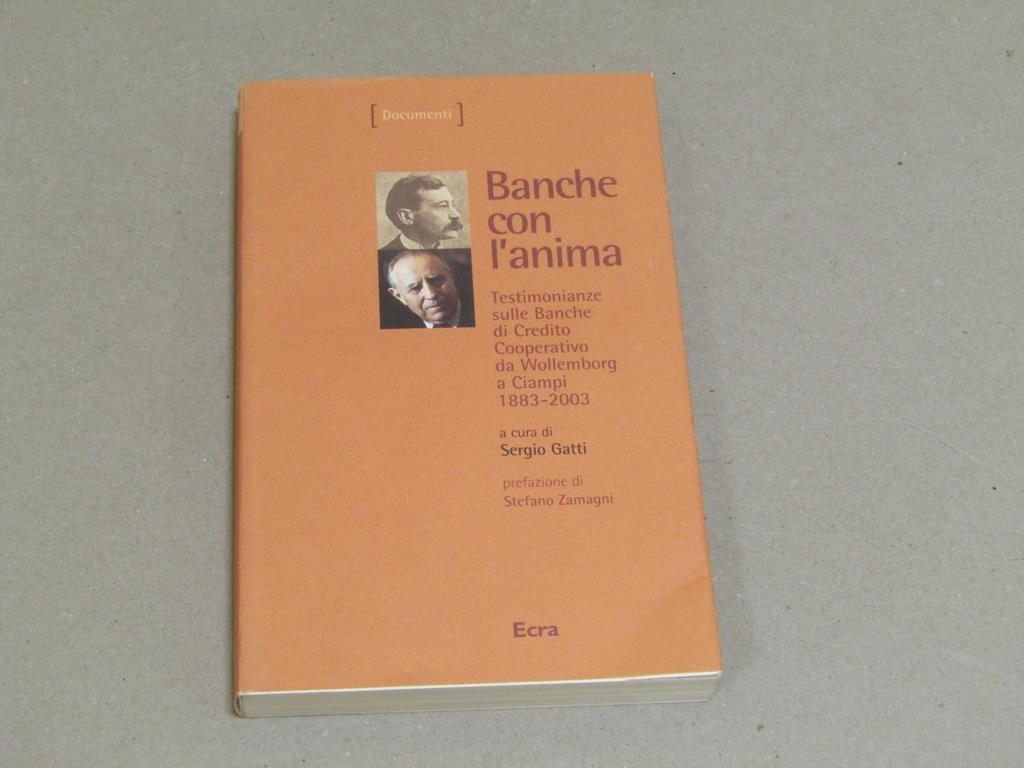 [ Documenti ]
Banche
con
l'anima
Testimonianze
sulle Banche
di Credito
Cooperativo
da Wollemborg
a Ciampi
1883-2003
a cura di
Sergio Gatti
prefazione di
Stefano Zamagni
Ecra